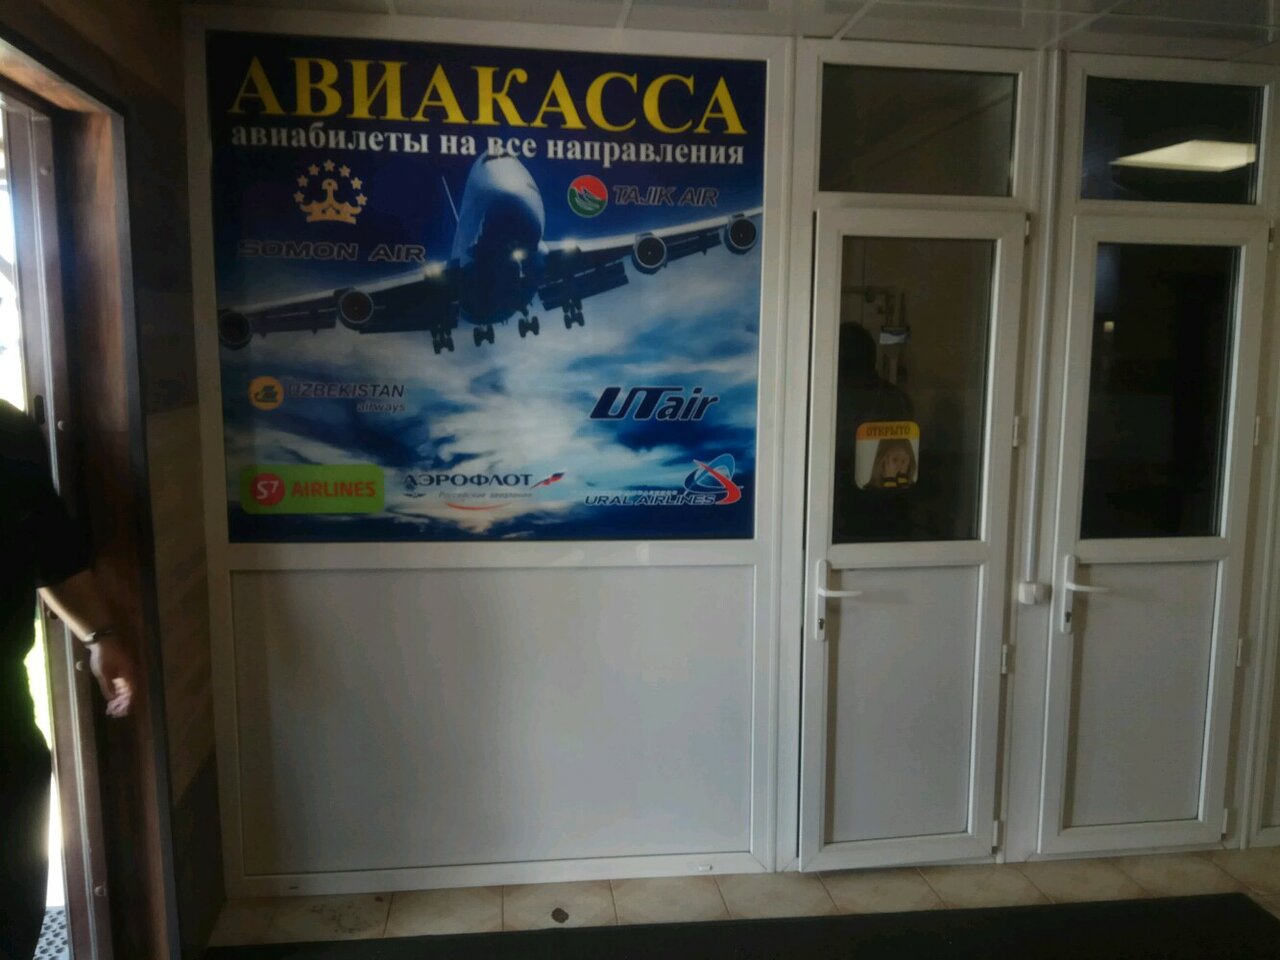 АВИАКАССА
авиабилеты на все направления
TAJIK AIR
SOMON AIR
UZBEKISTAN
airways
UTair
ОТКРЫТО
S7 AIRLINES
АЭРОФЛОТ
Российские авиалинии
URAL AIRLINES